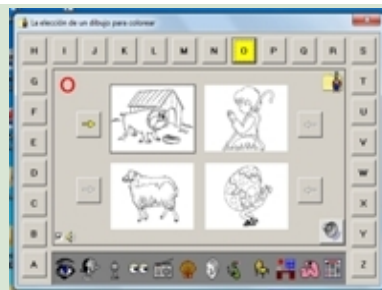 La elección de un dibujo para colorear
H I J K L M N O P Q R S
G O T
F U
E V
D W
C X
B Y
A Z